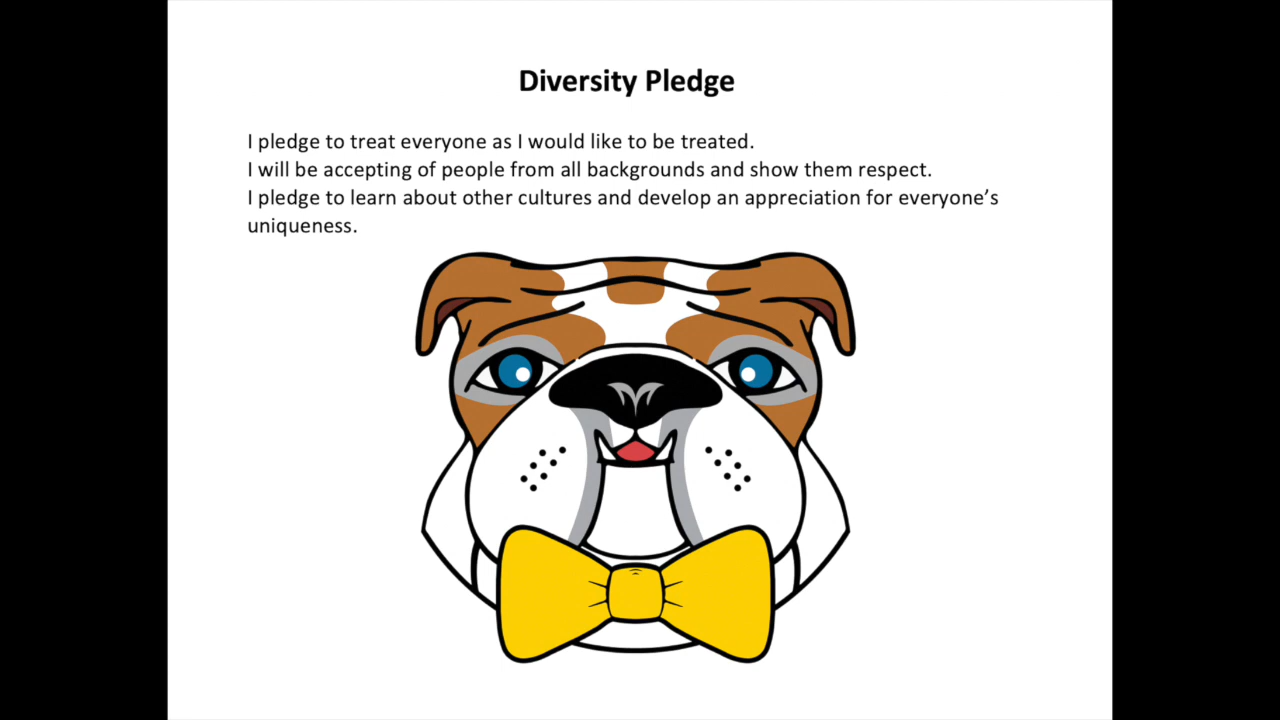 Diversity Pledge
I pledge to treat everyone as I would like to be treated.
I will be accepting of people from all backgrounds and show them respect.
I pledge to learn about other cultures and develop an appreciation for everyone’s
uniqueness.